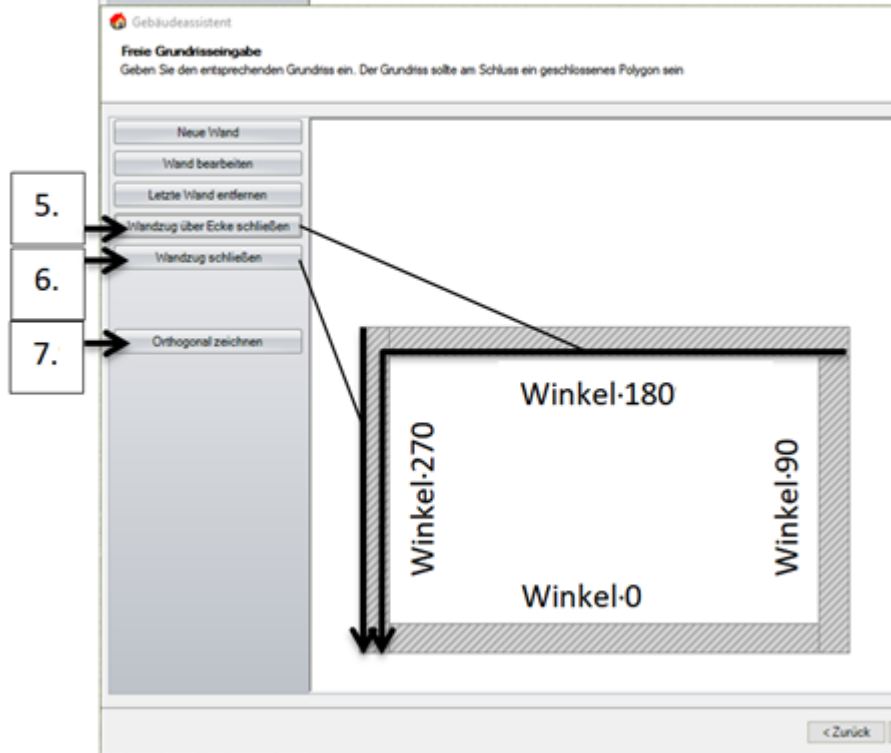 Gebäudeassistent
Freie Grundrisseingabe
Geben Sie den entsprechenden Grundriss ein. Der Grundriss sollte am Schluss ein geschlossenes Polygon sein
Neue Wand
Wand bearbeiten
Letzte Wand entfernen
5.
Wandzug über Ecke schließen
6.
Wandzug schließen
7.
Orthogonal zeichnen
Winkel·180
Winkel·270
Winkel·90
Winkel·0
< Zurück